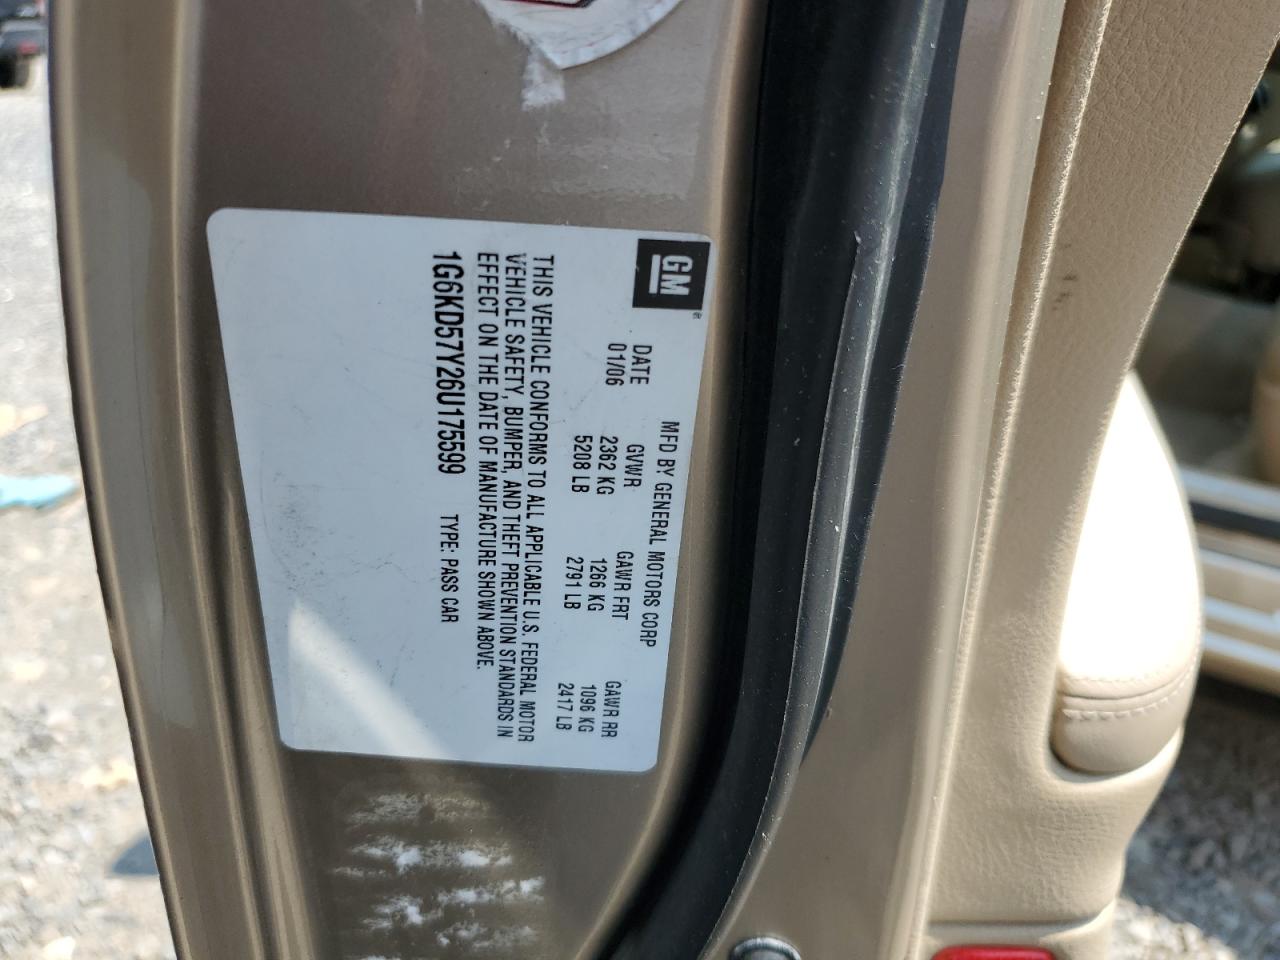 GM
MFD BY GENERAL MOTORS CORP
DATE GVWR GAWR FRT GAWR RR
01/06 2362 KG 1266 KG 1096 KG
5208 LB 2791 LB 2417 LB
THIS VEHICLE CONFORMS TO ALL APPLICABLE U.S. FEDERAL MOTOR
VEHICLE SAFETY, BUMPER, AND THEFT PREVENTION STANDARDS IN
EFFECT ON THE DATE OF MANUFACTURE SHOWN ABOVE.
1G6KD57Y26U175599 TYPE: PASS CAR